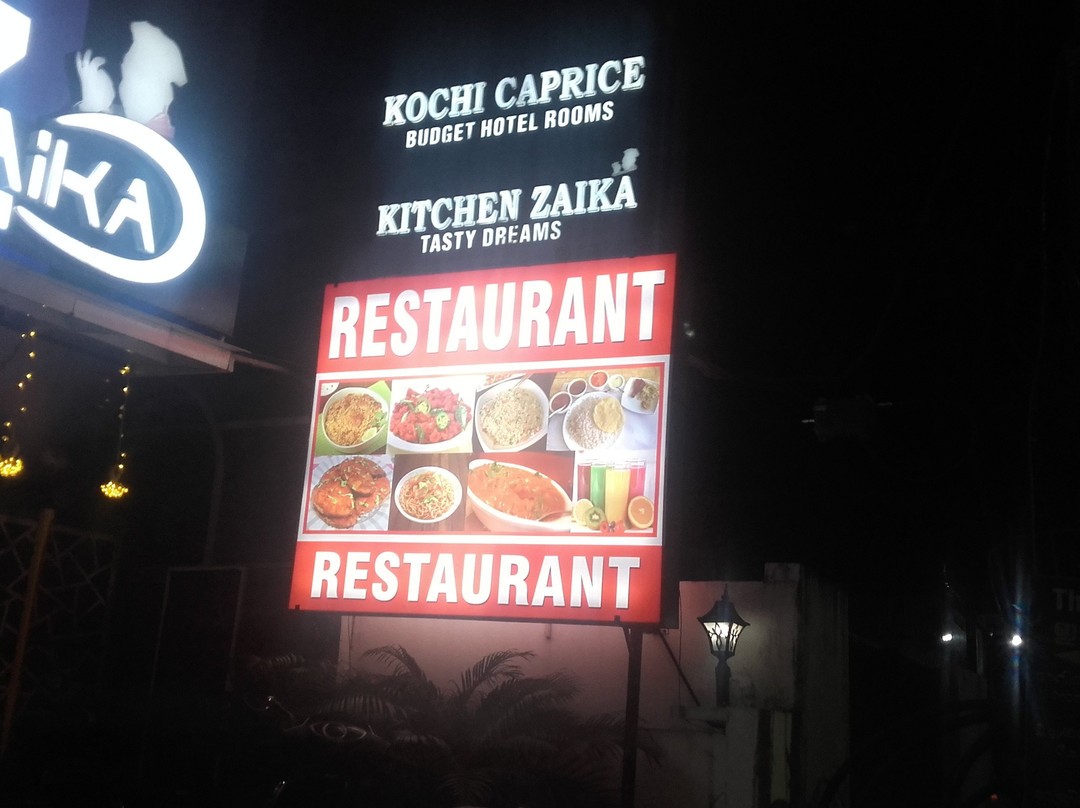 aiKA
KOCHI CAPRICE
BUDGET HOTEL ROOMS
KITCHEN ZAIKA
TASTY DREAMS
RESTAURANT
RESTAURANT